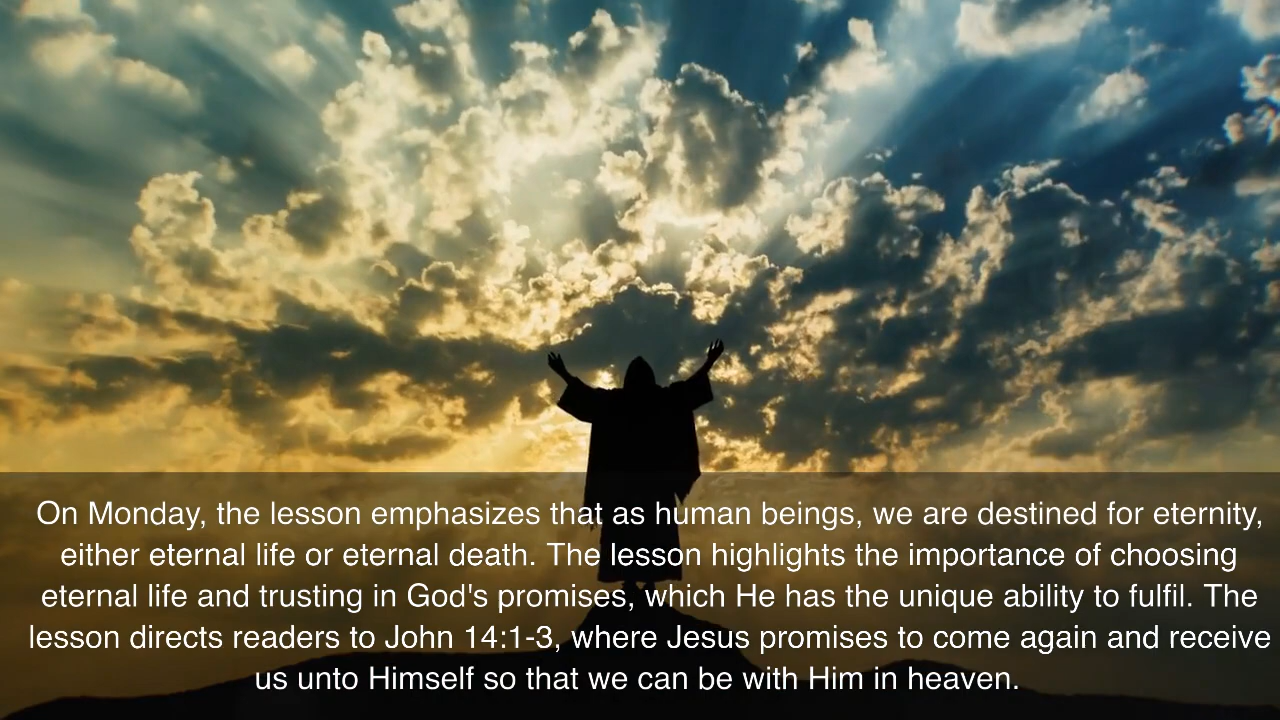 On Monday, the lesson emphasizes that as human beings, we are destined for eternity,
either eternal life or eternal death. The lesson highlights the importance of choosing
eternal life and trusting in God's promises, which He has the unique ability to fulfil. The
lesson directs readers to John 14:1-3, where Jesus promises to come again and receive
us unto Himself so that we can be with Him in heaven.